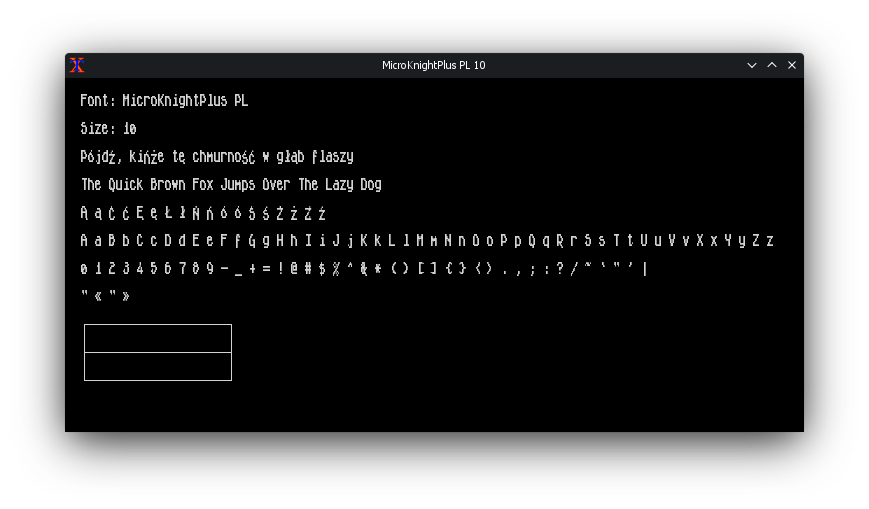 MicroKnightPlus PL 10
Font: MicroKnightPlus PL
Size: 10
Pójdź, kińże tę chmurność w głąb flaszy
The Quick Brown Fox Jumps Over The Lazy Dog
Ą ą Ć ć Ę ę Ł ł Ń ń ó ó Ś ś Ż ż Ź ź
A a B b C c D d E e F f G g H h I i J j K k L l M m N n O o P p Q q R r S s T t U u V v X x Y y Z z
0 1 2 3 4 5 6 7 8 9 - _ + = ! @ # $ % ^ & * ( ) [ ] { } < > . , ; : ? / ~ ` " ' |
" « " »